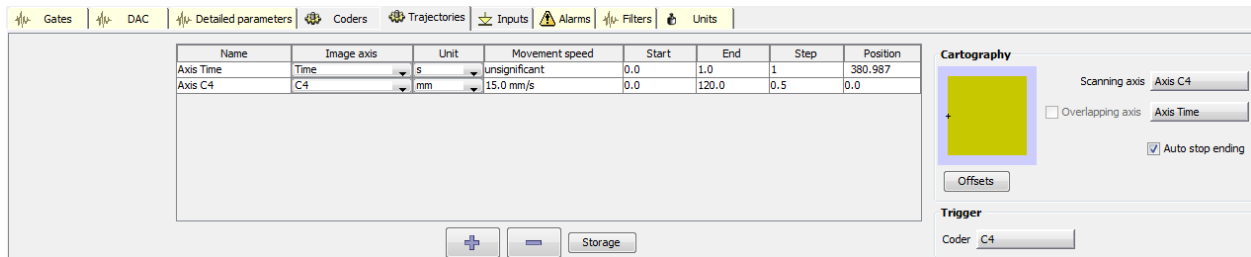 Gates DAC Detailed parameters Coders Trajectories Inputs Alarms Filters Units
Name Image axis Unit Movement speed Start End Step Position
Axis Time Time s unsignificant 0.0 1.0 1 380.987
Axis C4 C4 mm 15.0 mm/s 0.0 120.0 0.5 0.0
Cartography
Scanning axis Axis C4
Overlapping axis Axis Time
Auto stop ending
Offsets
Trigger
Coder C4
Storage